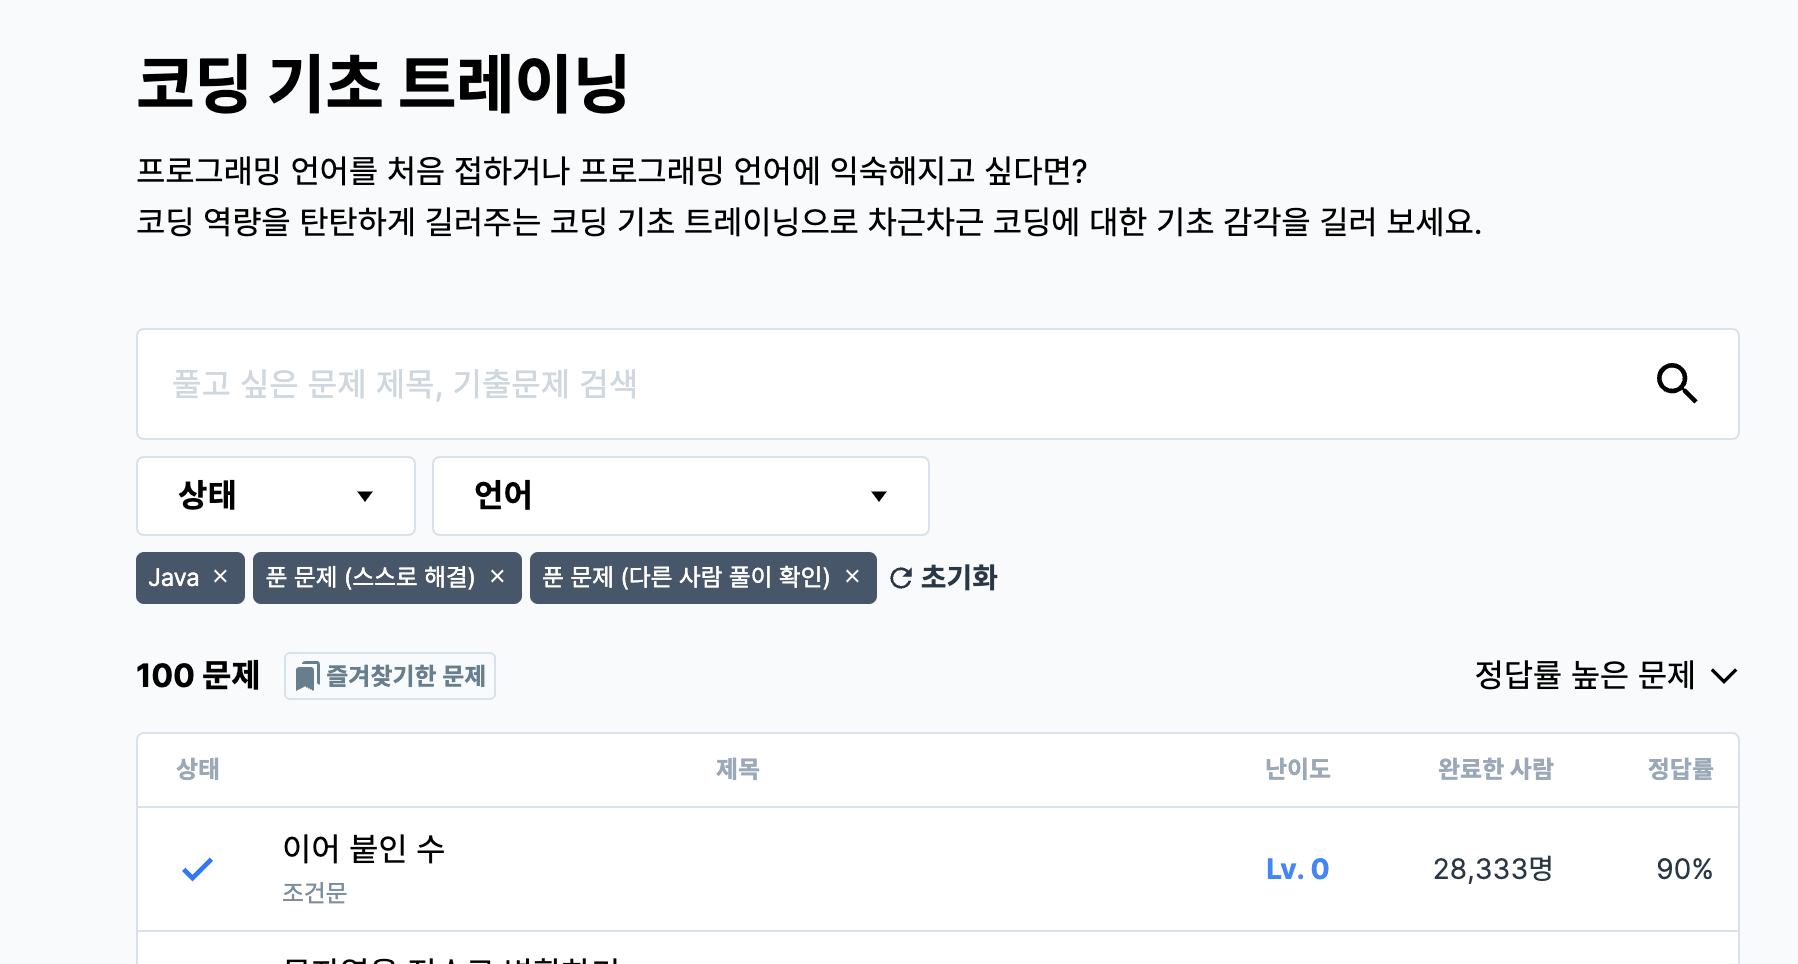 코딩 기초 트레이닝
프로그래밍 언어를 처음 접하거나 프로그래밍 언어에 익숙해지고 싶다면?
코딩 역량을 탄탄하게 길러주는 코딩 기초 트레이닝으로 차근차근 코딩에 대한 기초 감각을 길러 보세요.
풀고 싶은 문제 제목, 기출문제 검색
상태 언어
Java × 푼 문제 (스스로 해결) × 푼 문제 (다른 사람 풀이 확인) × 초기화
100 문제 즐겨찾기한 문제 정답률 높은 문제
상태 제목 난이도 완료한 사람 정답률
이어 붙인 수 Lv. 0 28,333명 90%
조건문